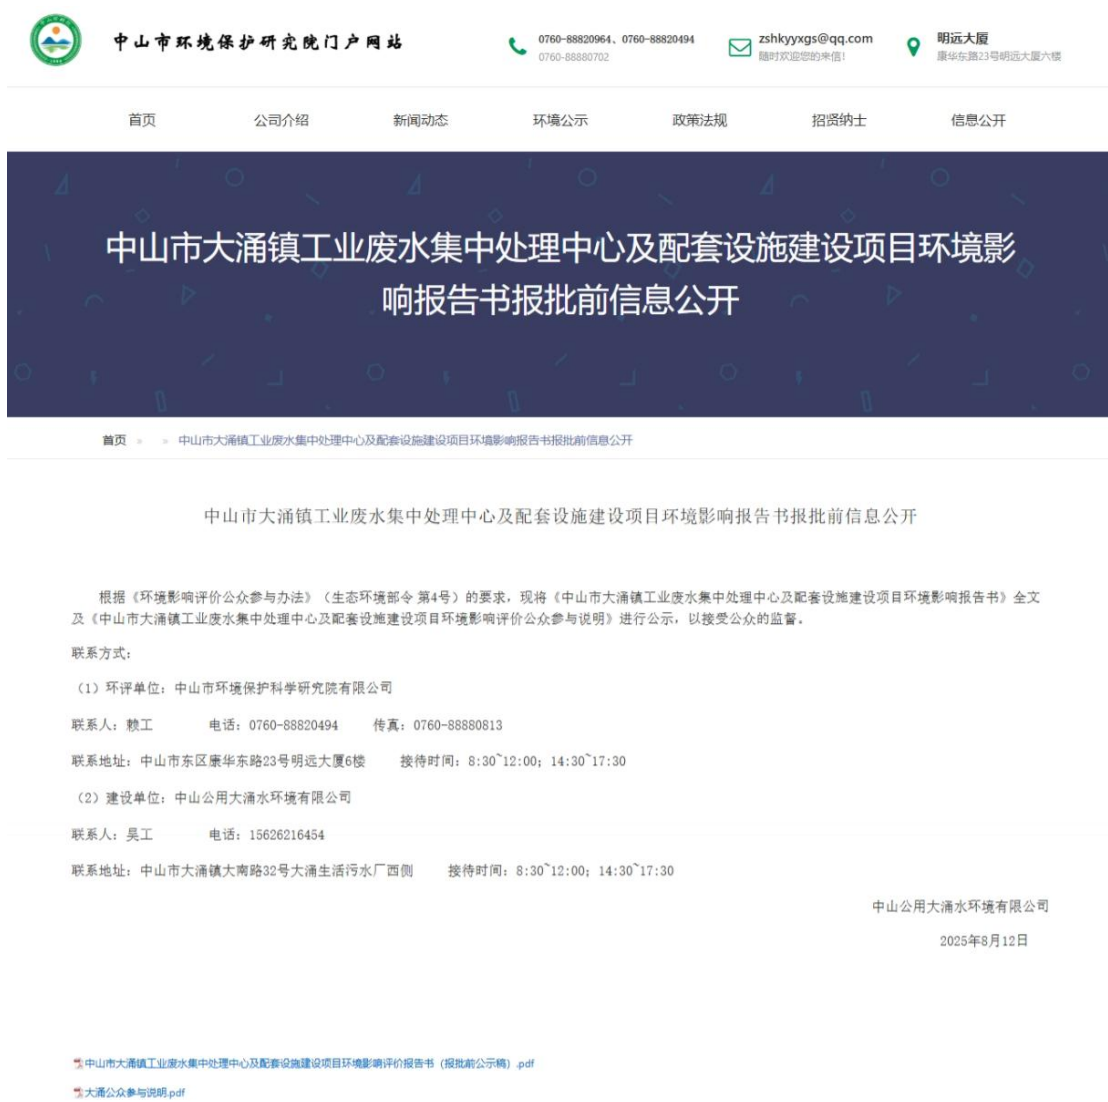 中山市环境保护研究院门户网站
0760-88820964、0760-88820494
0760-88880702
zshkyyxgs@qq.com
随时欢迎您的来信!
明远大厦
康华东路23号明远大厦六楼
首页 公司介绍 新闻动态 环境公示 政策法规 招贤纳士 信息公开
中山市大涌镇工业废水集中处理中心及配套设施建设项目环境影
响报告书报批前信息公开
首页 » » 中山市大涌镇工业废水集中处理中心及配套设施建设项目环境影响报告书报批前信息公开
中山市大涌镇工业废水集中处理中心及配套设施建设项目环境影响报告书报批前信息公开
根据《环境影响评价公众参与办法》（生态环境部令 第4号）的要求，现将《中山市大涌镇工业废水集中处理中心及配套设施建设项目环境影响报告书》全文
及《中山市大涌镇工业废水集中处理中心及配套设施建设项目环境影响评价公众参与说明》进行公示，以接受公众的监督。
联系方式：
（1）环评单位：中山市环境保护科学研究院有限公司
联系人：赖工 电话：0760-88820494 传真：0760-88880813
联系地址：中山市东区康华东路23号明远大厦6楼 接待时间：8:30~12:00；14:30~17:30
（2）建设单位：中山公用大涌水环境有限公司
联系人：吴工 电话：15626216454
联系地址：中山市大涌镇大南路32号大涌生活污水厂西侧 接待时间：8:30~12:00；14:30~17:30
中山公用大涌水环境有限公司
2025年8月12日
中山市大涌镇工业废水集中处理中心及配套设施建设项目环境影响评价报告书（报批前公示稿）.pdf
大涌公众参与说明.pdf